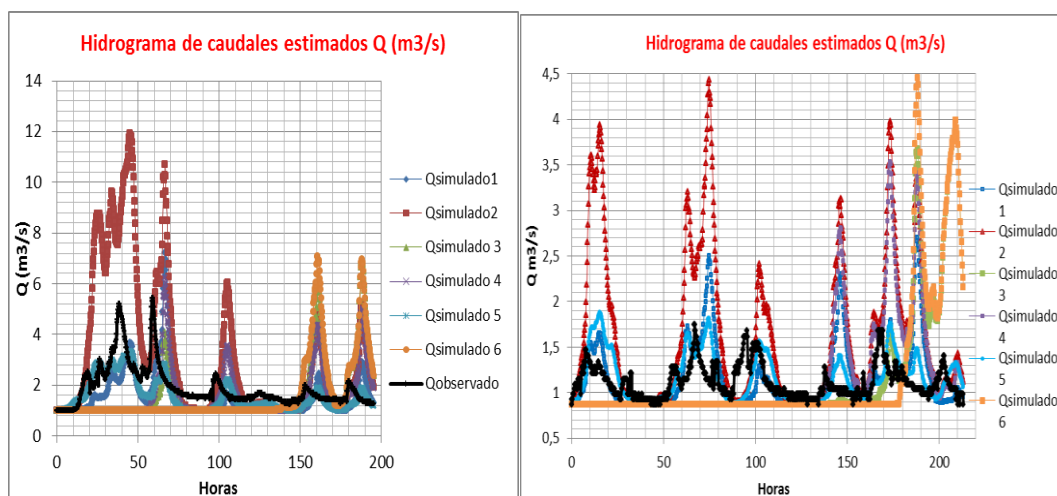 Hidrograma de caudales estimados Q (m3/s)
14
12
10
8
6
4
2
0
Q (m3/s)
0 50 100 150 200
Horas
Qsimulado1
Qsimulado2
Qsimulado 3
Qsimulado 4
Qsimulado 5
Qsimulado 6
Qobservado
Hidrograma de caudales estimados Q (m3/s)
4,5
4
3,5
3
2,5
2
1,5
1
0,5
Q m3/s)
0 50 100 150 200
Horas
Qsimulado
1
Qsimulado
2
Qsimulado
3
Qsimulado
4
Qsimulado
5
Qsimulado
6